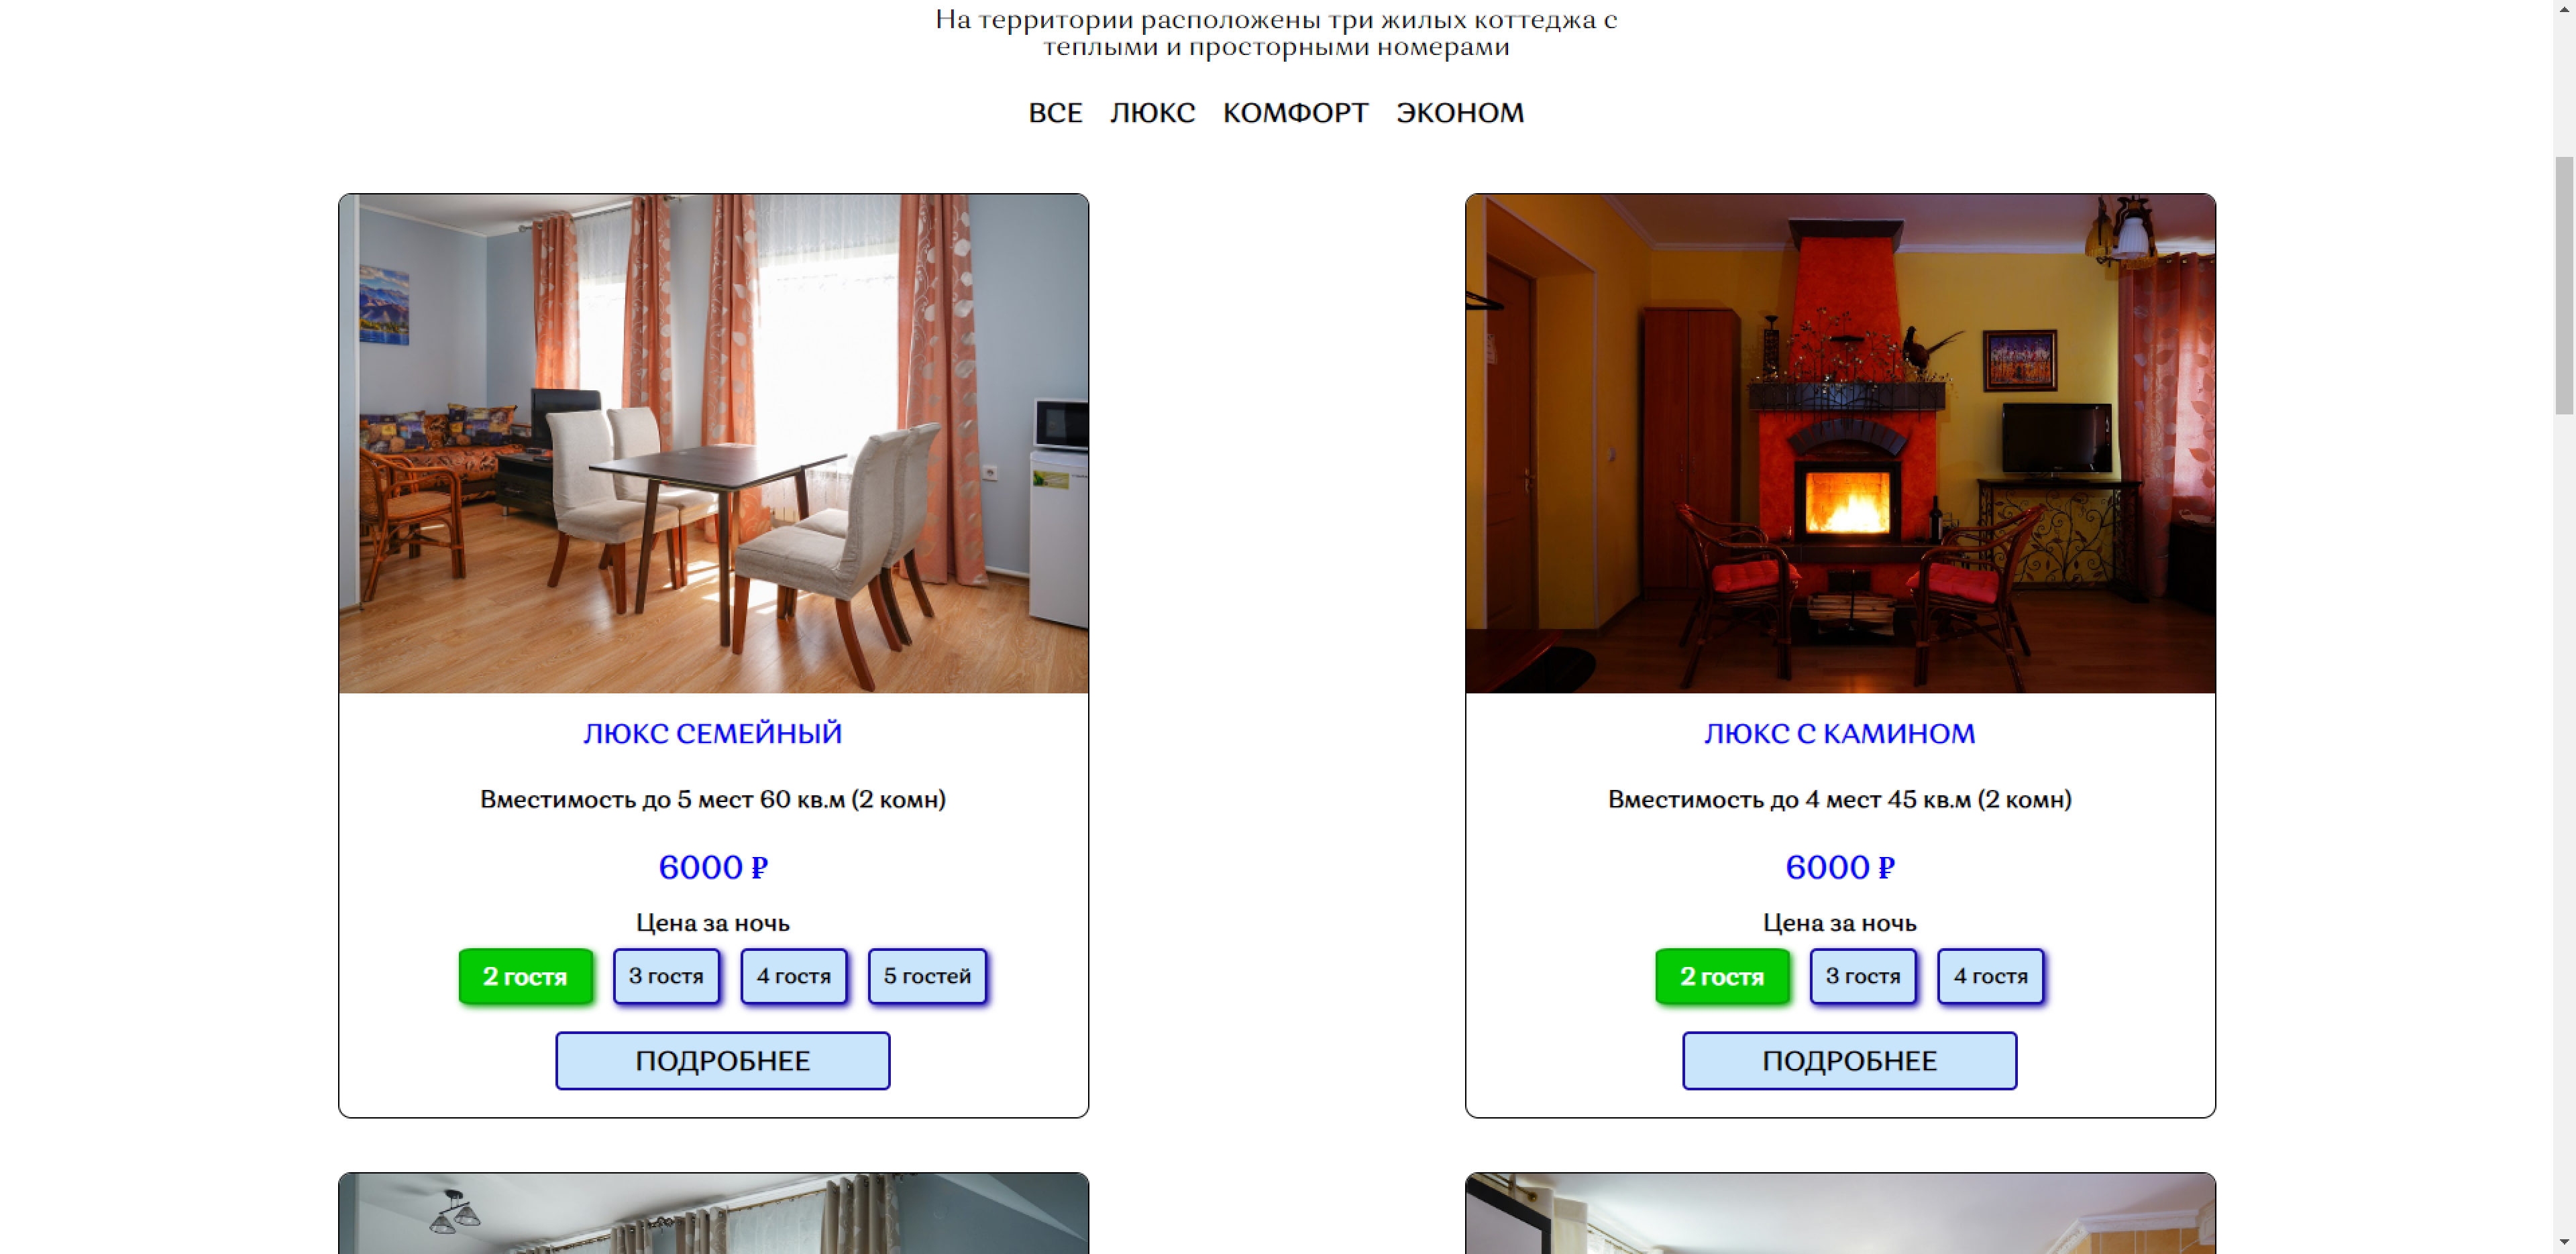 На территории расположены три жилых коттеджа с
теплыми и просторными номерами
ВСЕ ЛЮКС КОМФОРТ ЭКОНОМ
ЛЮКС СЕМЕЙНЫЙ
Вместимость до 5 мест 60 кв.м (2 комн)
6000 ₽
Цена за ночь
2 гостя 3 гостя 4 гостя 5 гостей
ПОДРОБНЕЕ
ЛЮКС С КАМИНОМ
Вместимость до 4 мест 45 кв.м (2 комн)
6000 ₽
Цена за ночь
2 гостя 3 гостя 4 гостя
ПОДРОБНЕЕ